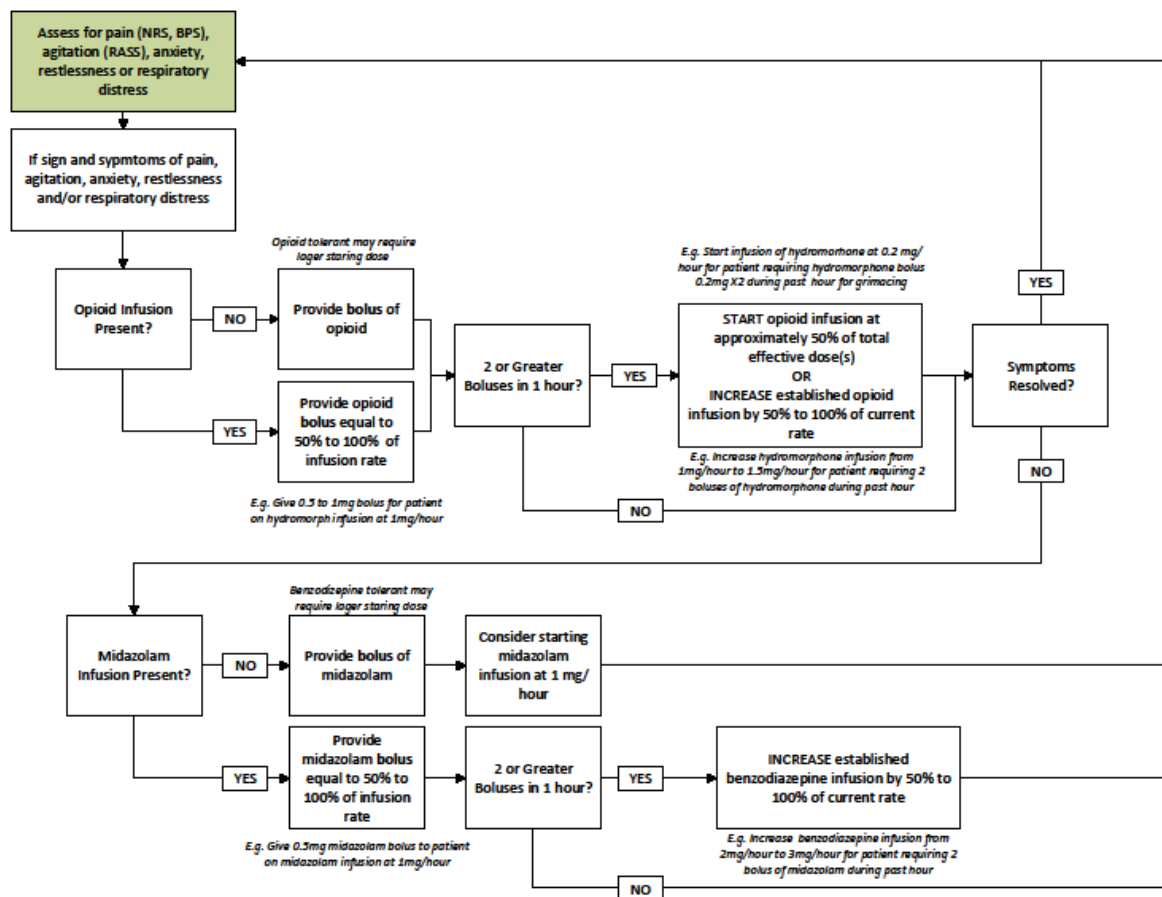 Assess for pain (NRS, BPS),
agitation (RASS), anxiety,
restlessness or respiratory
distress
If sign and sypmtoms of pain,
agitation, anxiety, restlessness
and/or respiratory distress
Opioid Infusion
Present?
NO
YES
Opioid tolerant may require
lager staring dose
Provide bolus of
opioid
Provide opioid
bolus equal to
50% to 100% of
infusion rate
E.g. Give 0.5 to 1mg bolus for patient
on hydromorph infusion at 1mg/hour
2 or Greater
Boluses in 1 hour?
YES
NO
E.g. Start infusion of hydromorhone at 0.2 mg/
hour for patient requiring hydromorphone bolus
0.2mg X2 during past hour for grimacing
START opioid infusion at
approximately 50% of total
effective dose(s)
OR
INCREASE established opioid
infusion by 50% to 100% of current
rate
E.g. Increase hydromorphone infusion from
1mg/hour to 1.5mg/hour for patient requiring 2
boluses of hydromorphone during past hour
YES
Symptoms
Resolved?
NO
Midazolam
Infusion Present?
NO
YES
Benzodizepine tolerant may
require lager staring dose
Provide bolus of
midazolam
Consider starting
midazolam
infusion at 1 mg/
hour
Provide
midazolam bolus
equal to 50% to
100% of infusion
rate
E.g. Give 0.5mg midazolam bolus to patient
on midazolam infusion at 1mg/hour
2 or Greater
Boluses in 1 hour?
YES
NO
INCREASE established
benzodiazepine infusion by 50% to
100% of current rate
E.g. Increase benzodiazepine infusion from
2mg/hour to 3mg/hour for patient requiring 2
bolus of midazolam during past hour